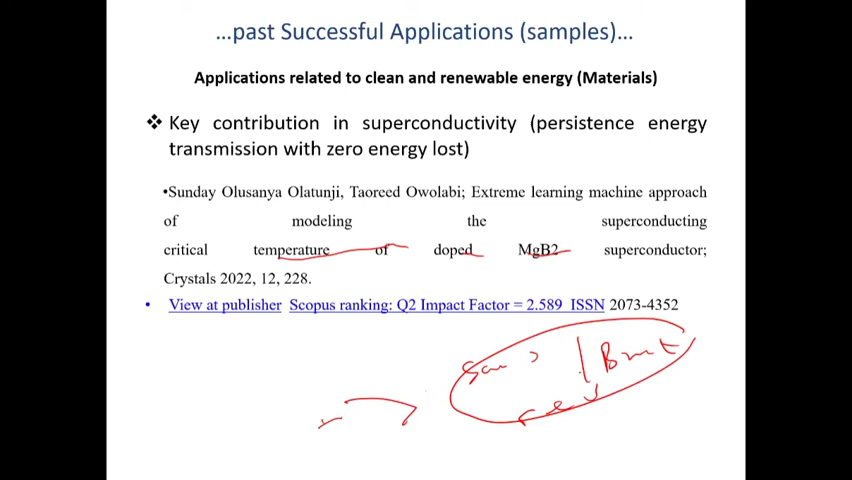 ...past Successful Applications (samples)...
Applications related to clean and renewable energy (Materials)
❖ Key contribution in superconductivity (persistence energy
transmission with zero energy lost)
•Sunday Olusanya Olatunji, Taoreed Owolabi; Extreme learning machine approach
of modeling the superconducting
critical temperature of doped MgB2 superconductor;
Crystals 2022, 12, 228.
• View at publisher Scopus ranking: Q2 Impact Factor = 2.589 ISSN 2073-4352